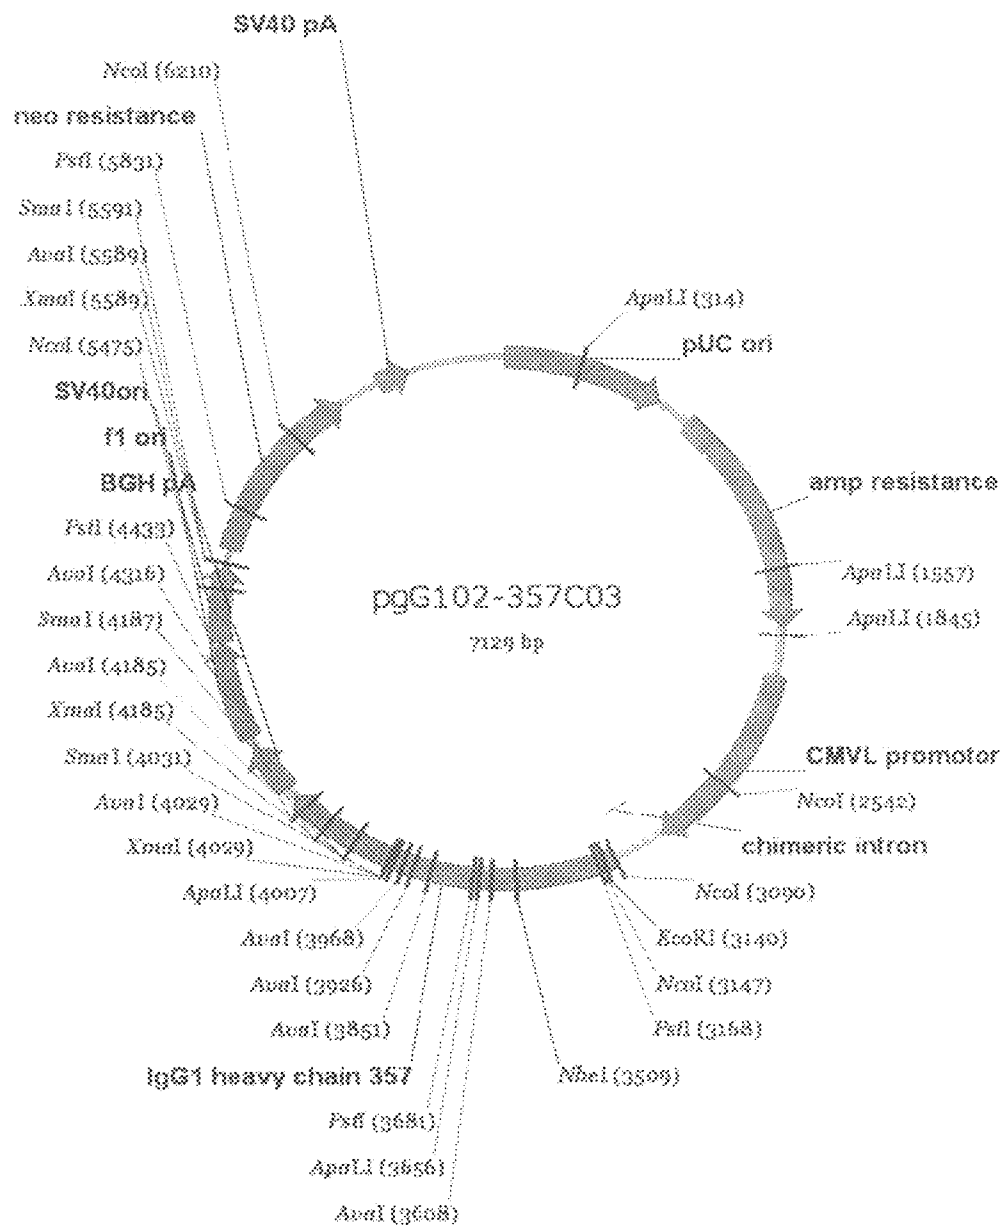 SV40 pA
NcoI (6210)
neo resistance
PstI (5831)
SmaI (5591)
AvaI (5589)
XmaI (5589)
NcoI (5475)
SV40ori
f1 ori
BGH pA
PstI (4433)
AvaI (4316)
SmaI (4187)
AvaI (4185)
XmaI (4185)
SmaI (4031)
AvaI (4029)
XmaI (4029)
ApaLI (4007)
AvaI (3968)
AvaI (3926)
AvaI (3851)
IgG1 heavy chain 357
PstI (3681)
ApaLI (3656)
AvaI (3608)
ApaLI (314)
pUC ori
amp resistance
ApaLI (1557)
ApaLI (1845)
CMVL promotor
NcoI (2542)
chimeric intron
NcoI (3090)
EcoRI (3140)
NcoI (3147)
PstI (3168)
NheI (3509)
pgG102-357C03
7129 bp